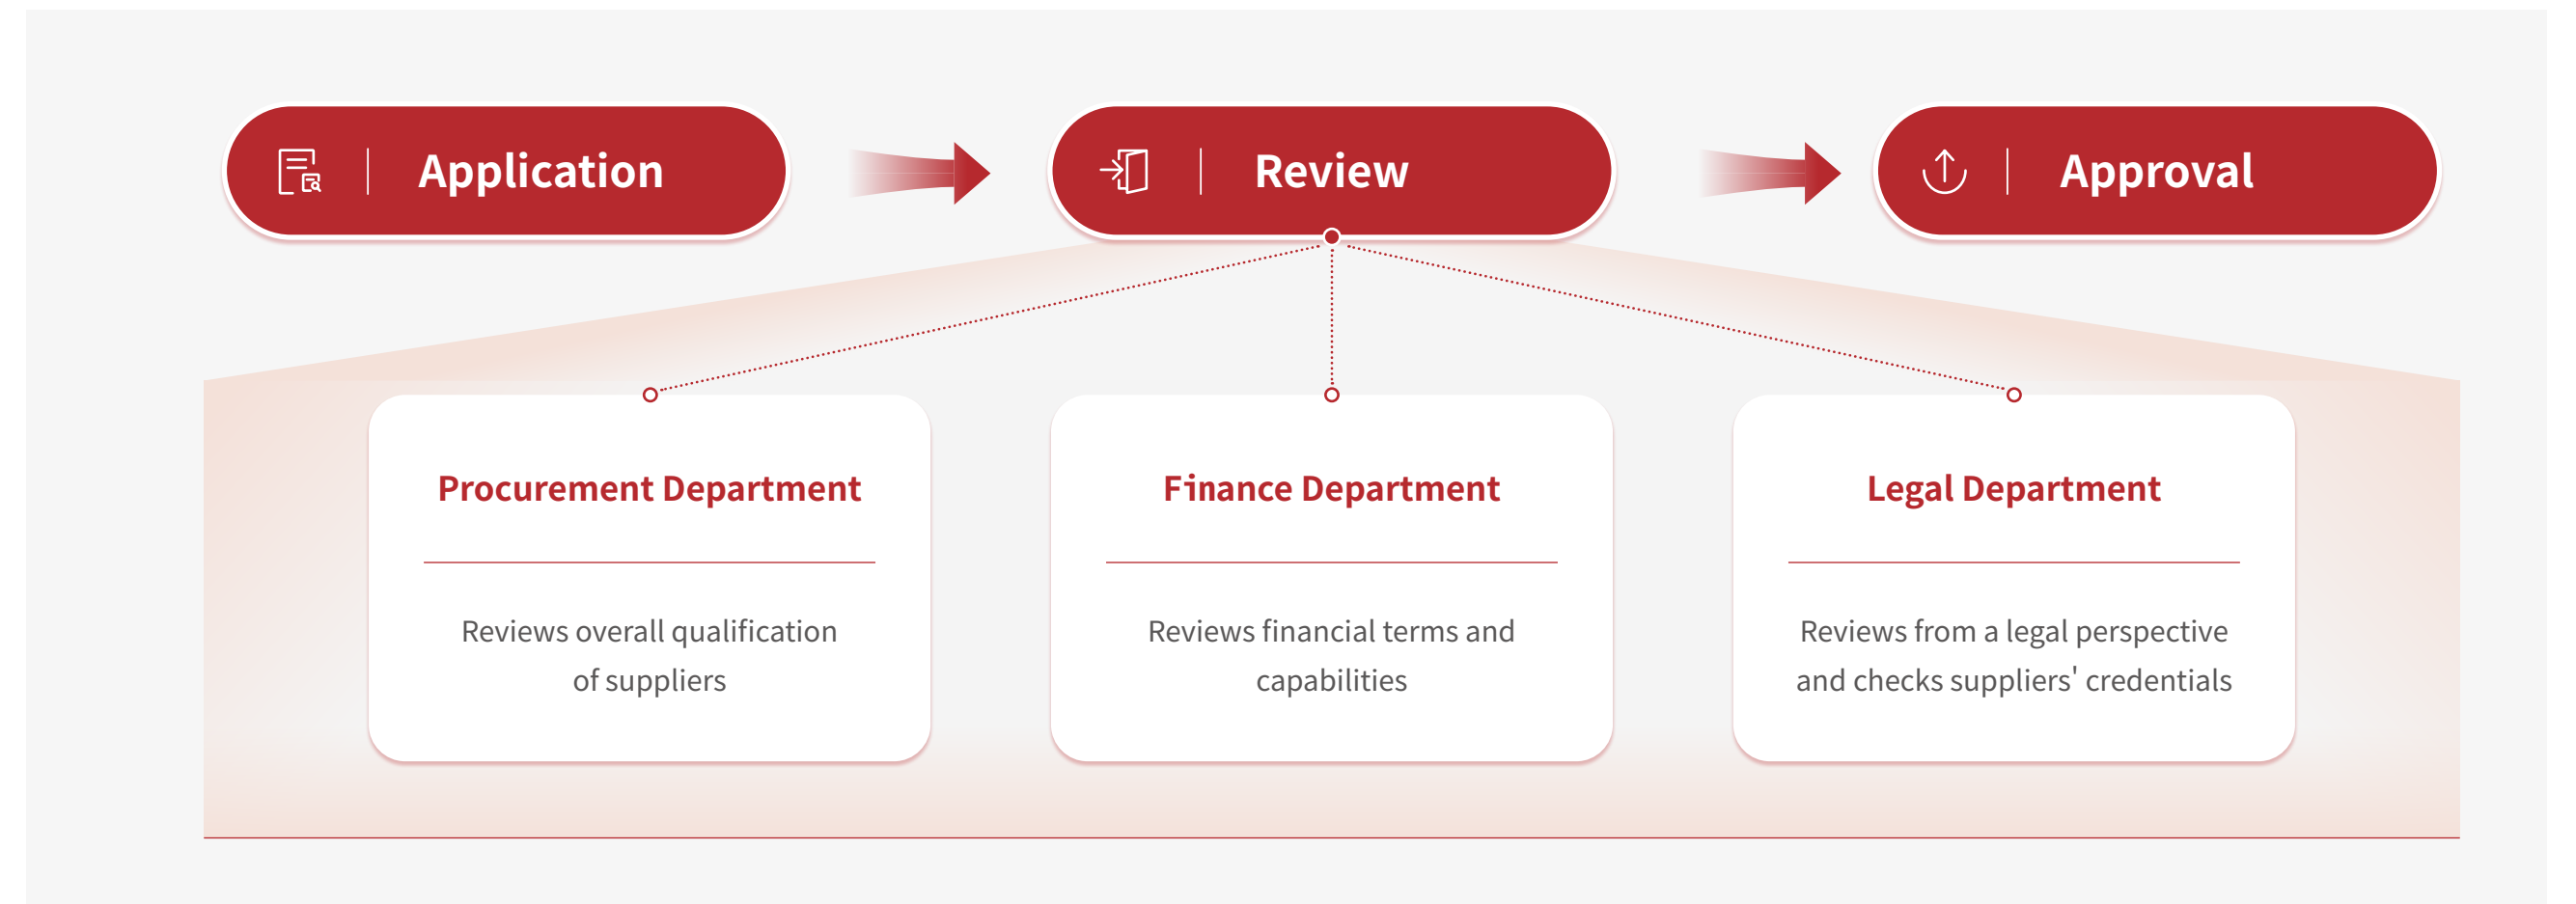 Application
Review
Approval
Procurement Department
Reviews overall qualification
of suppliers
Finance Department
Reviews financial terms and
capabilities
Legal Department
Reviews from a legal perspective
and checks suppliers' credentials